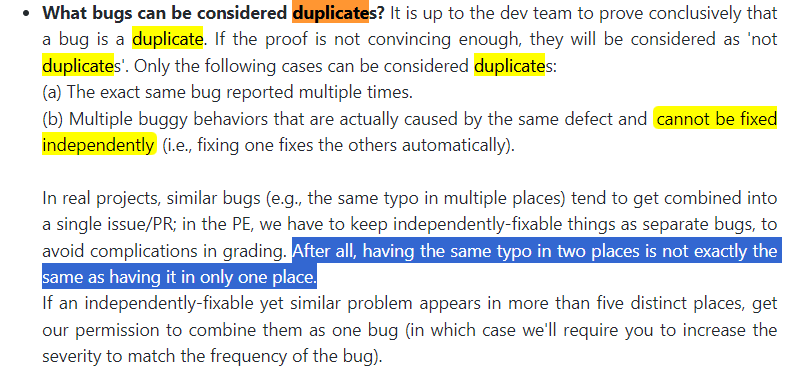 • What bugs can be considered duplicates? It is up to the dev team to prove conclusively that
a bug is a duplicate. If the proof is not convincing enough, they will be considered as 'not
duplicates'. Only the following cases can be considered duplicates:
(a) The exact same bug reported multiple times.
(b) Multiple buggy behaviors that are actually caused by the same defect and cannot be fixed
independently (i.e., fixing one fixes the others automatically).
In real projects, similar bugs (e.g., the same typo in multiple places) tend to get combined into
a single issue/PR; in the PE, we have to keep independently-fixable things as separate bugs, to
avoid complications in grading. After all, having the same typo in two places is not exactly the
same as having it in only one place.
If an independently-fixable yet similar problem appears in more than five distinct places, get
our permission to combine them as one bug (in which case we'll require you to increase the
severity to match the frequency of the bug).